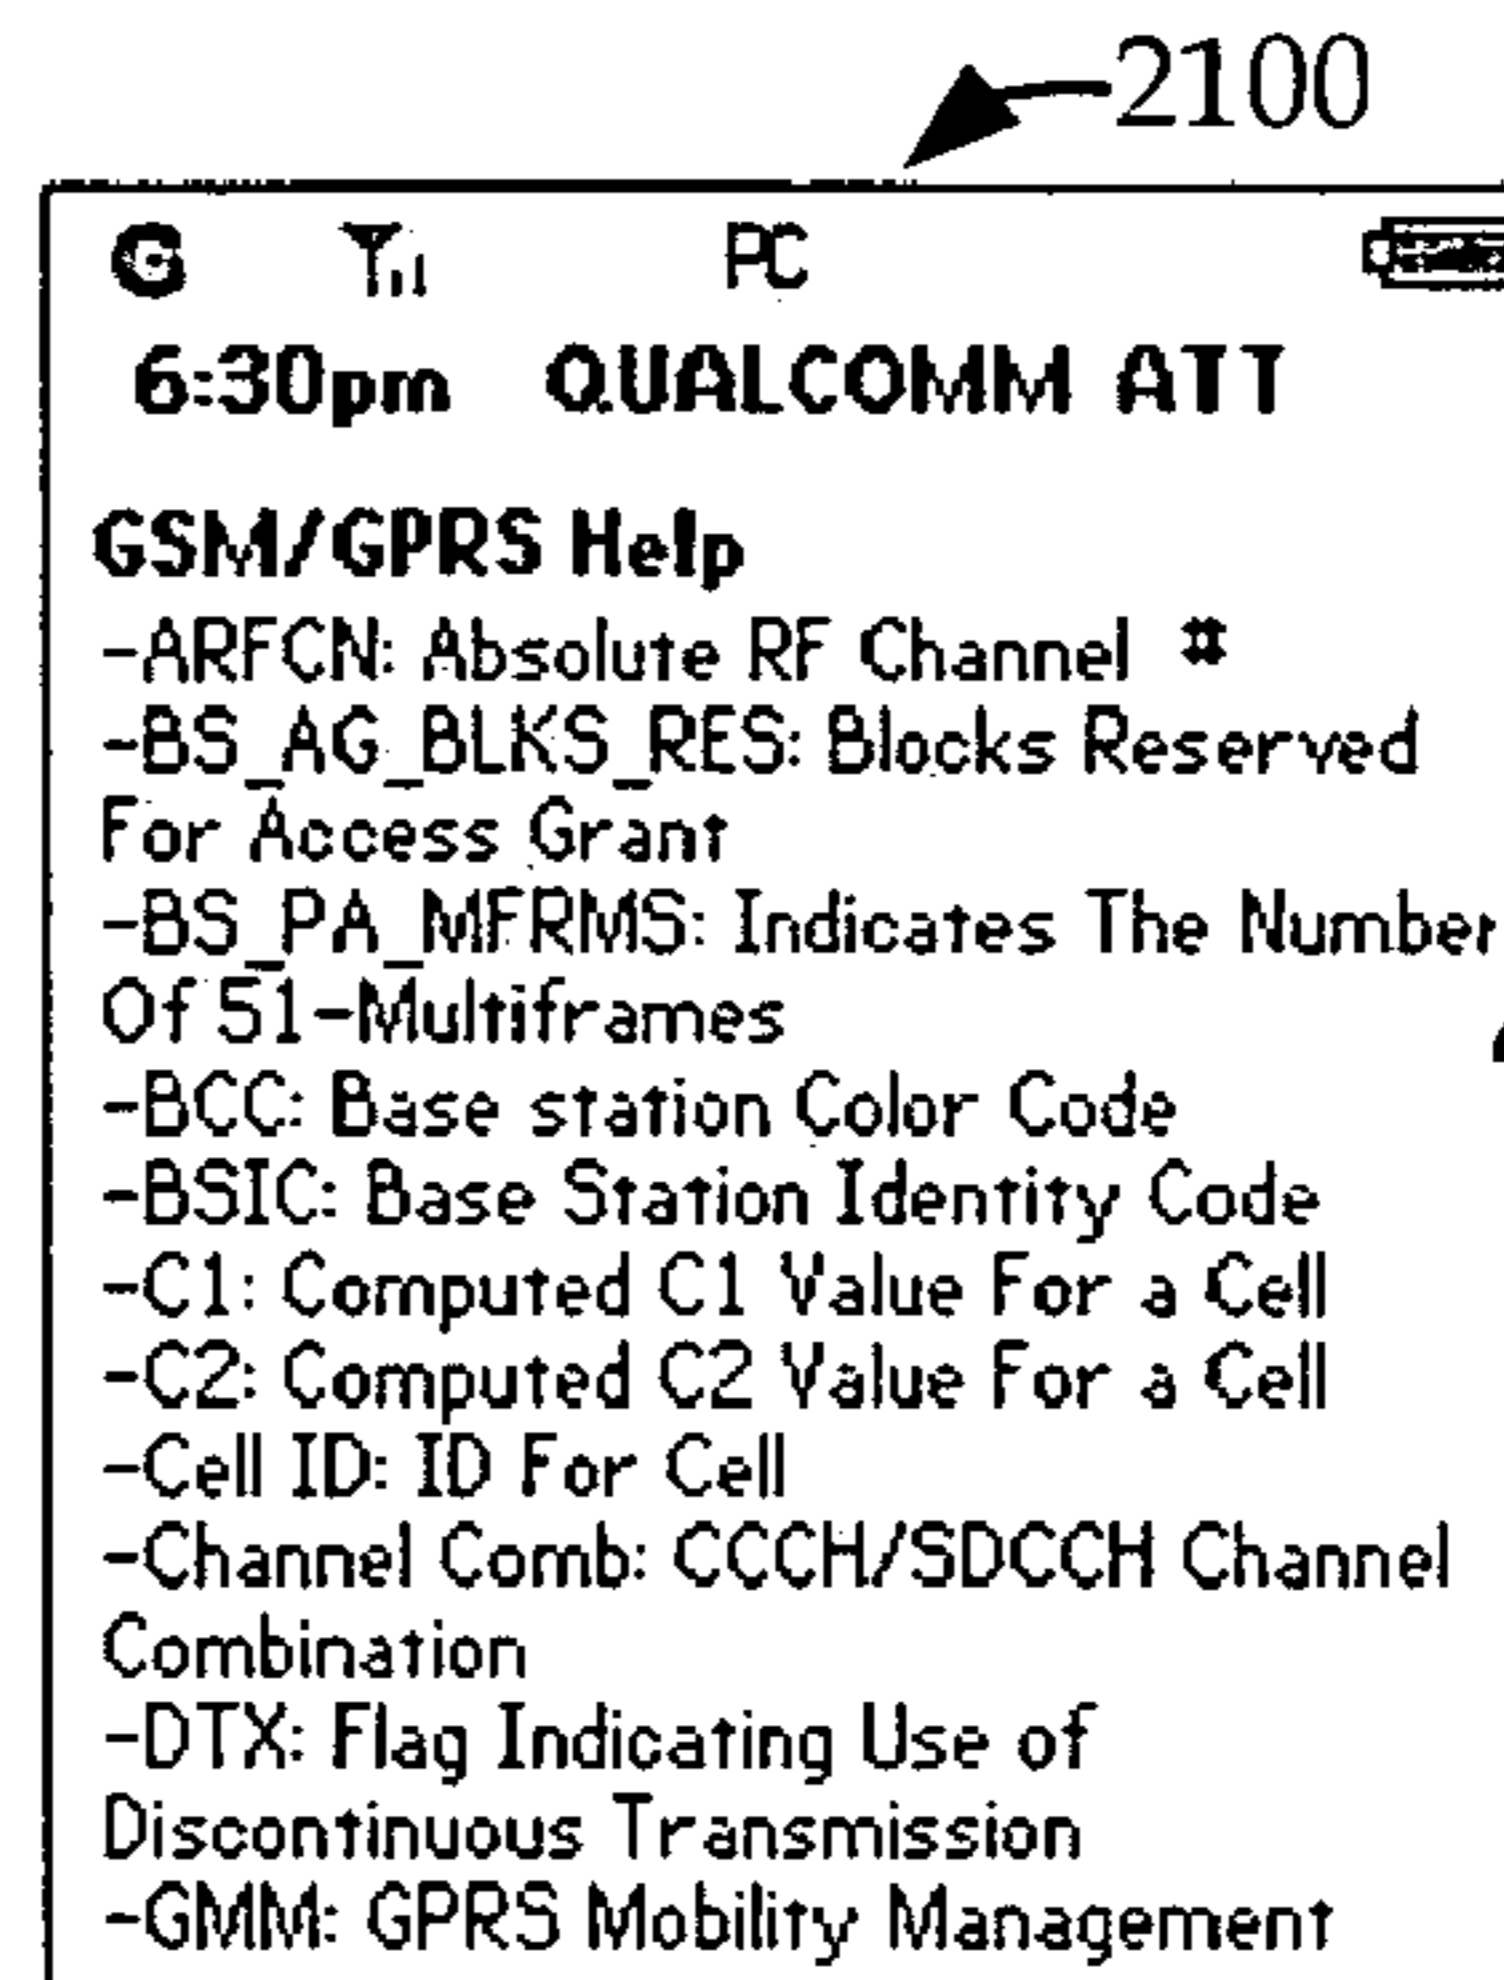 2100
PC
6:30pm QUALCOMM ATT
GSM/GPRS Help
-ARFCN: Absolute RF Channel #
-BS_AG_BLKS_RES: Blocks Reserved
For Access Grant
-BS_PA_MFRMS: Indicates The Number
Of 51-Multiframes
-BCC: Base station Color Code
-BSIC: Base Station Identity Code
-C1: Computed C1 Value For a Cell
-C2: Computed C2 Value For a Cell
-Cell ID: ID For Cell
-Channel Comb: CCCH/SDCCH Channel
Combination
-DTX: Flag Indicating Use of
Discontinuous Transmission
-GMM: GPRS Mobility Management